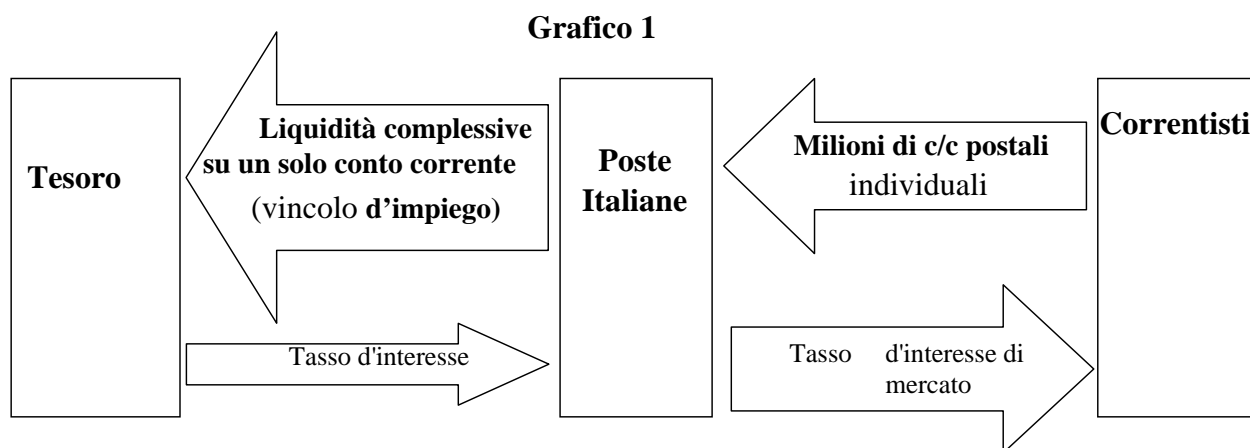 Grafico 1
Tesoro
Liquidità complessive
su un solo conto corrente
(vincolo d’impiego)
Poste
Italiane
Milioni di c/c postali
individuali
Correntisti
Tasso d'interesse
Tasso d'interesse di
mercato